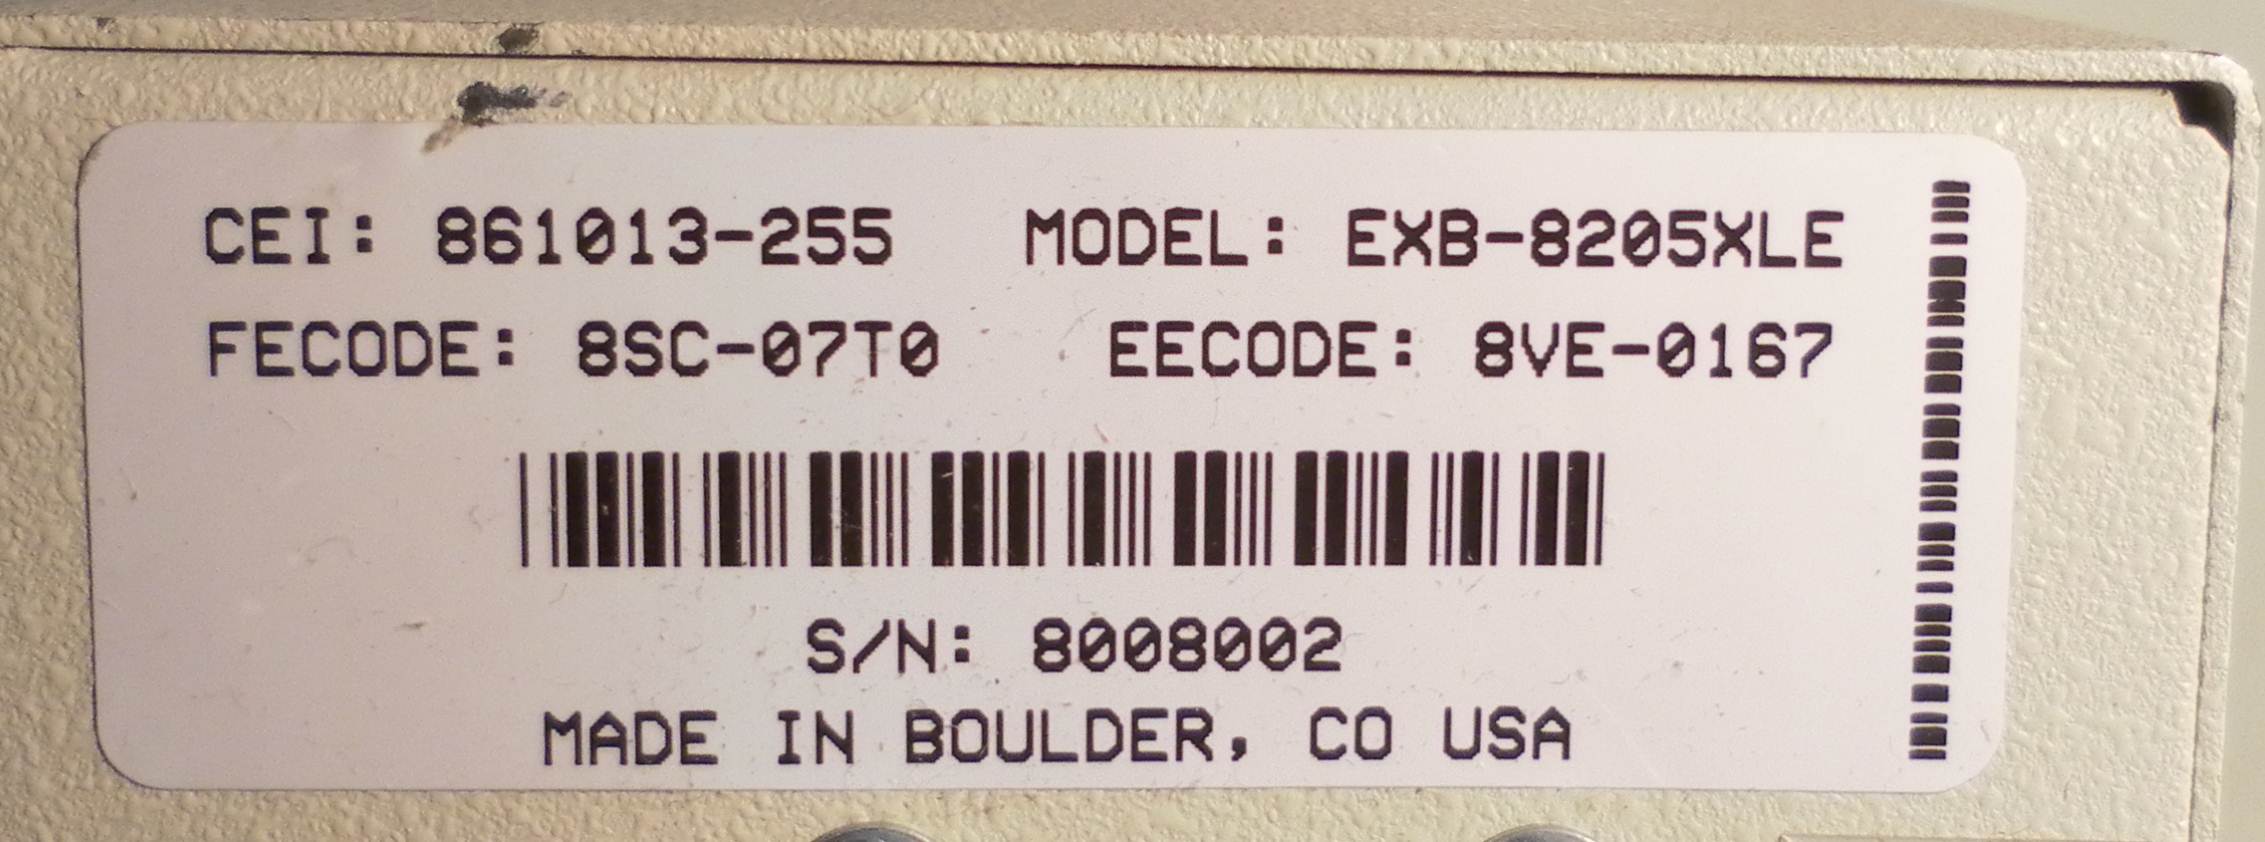 CEI: 861013-255 MODEL: EXB-8205XLE
FECODE: 8SC-07T0 EECODE: 8VE-0167
S/N: 8008002
MADE IN BOULDER, CO USA